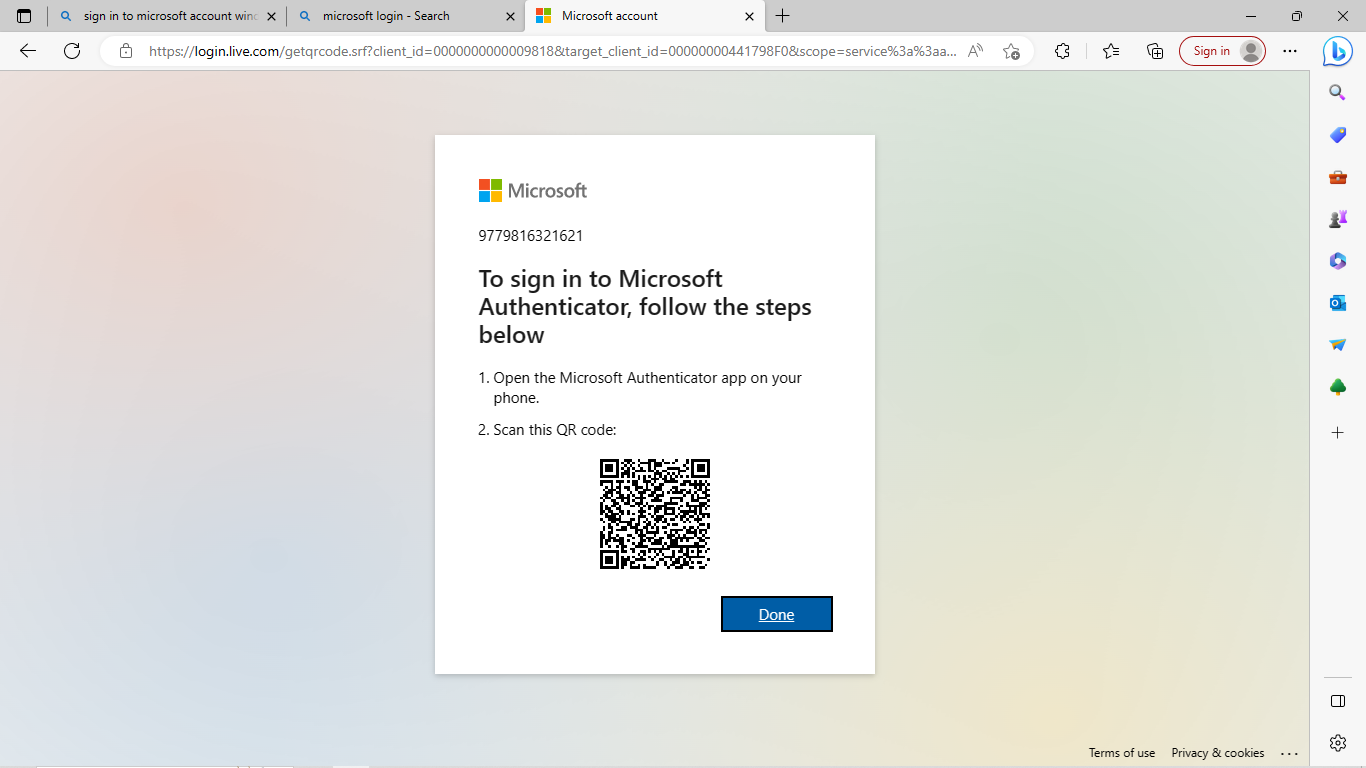 sign in to microsoft account winc
microsoft login - Search
Microsoft account
https://login.live.com/getqrcode.srf?client_id=0000000000009818&target_client_id=00000000441798F0&scope=service%3a%3aa...
Sign in
Microsoft
9779816321621
To sign in to Microsoft
Authenticator, follow the steps
below
1. Open the Microsoft Authenticator app on your
phone.
2. Scan this QR code:
Done
Terms of use
Privacy & cookies